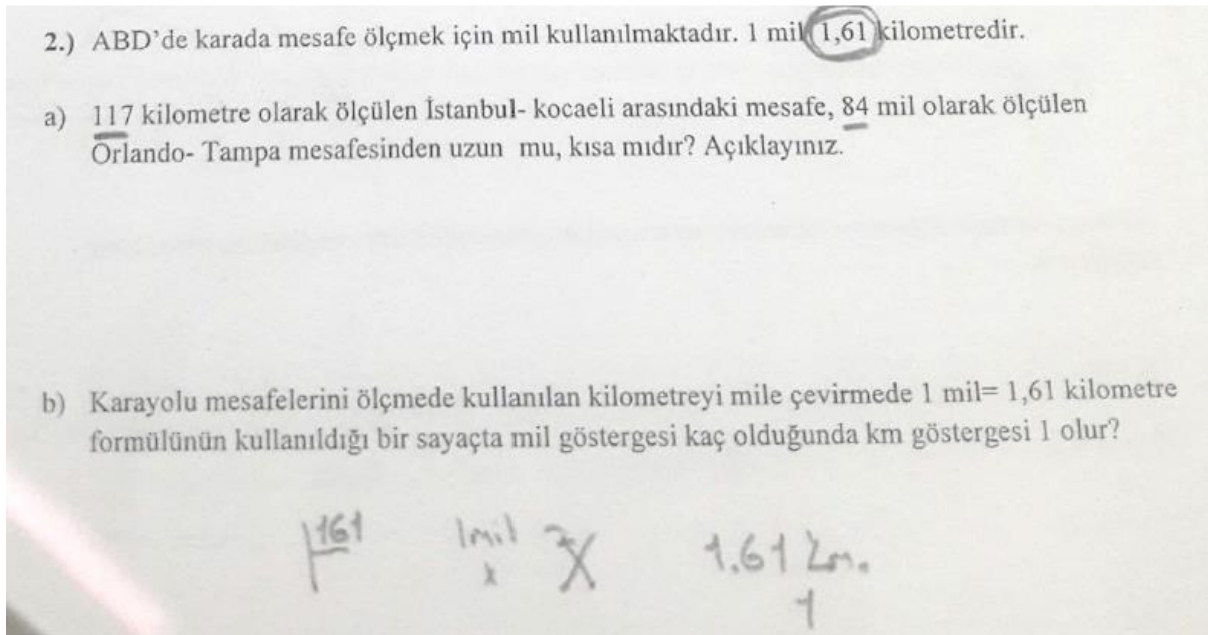 2.) ABD'de karada mesafe ölçmek için mil kullanılmaktadır. 1 mil 1,61 kilometredir.
a) 117 kilometre olarak ölçülen İstanbul- kocaeli arasındaki mesafe, 84 mil olarak ölçülen
Orlando- Tampa mesafesinden uzun mu, kısa mıdır? Açıklayınız.
b) Karayolu mesafelerini ölçmede kullanılan kilometreyi mile çevirmede 1 mil= 1,61 kilometre
formülünün kullanıldığı bir sayaçta mil göstergesi kaç olduğunda km göstergesi 1 olur?
161 1mil X 1.61 km.
x 1